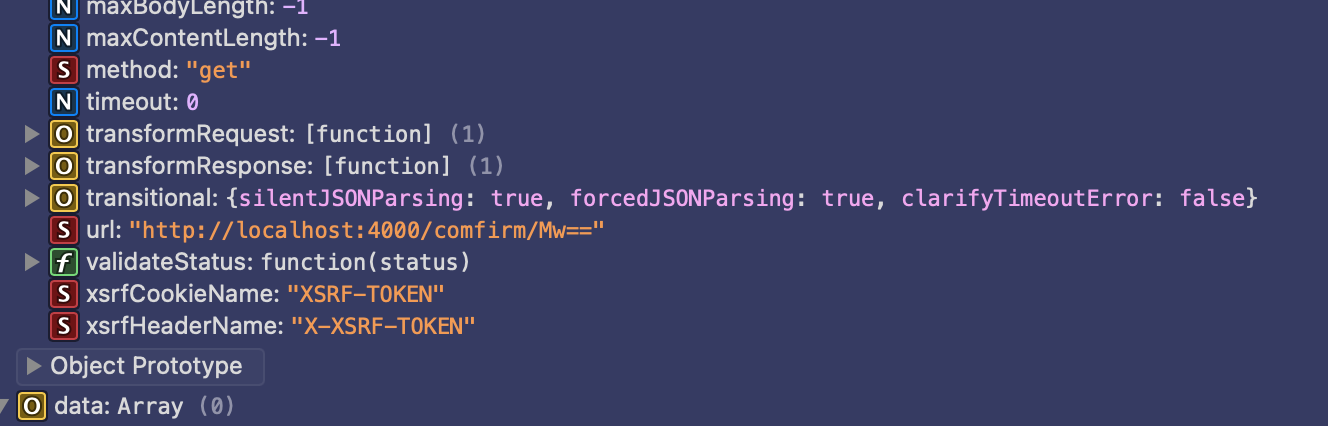 N maxBodyLength: -1
N maxContentLength: -1
S method: "get"
N timeout: 0
O transformRequest: [function] (1)
O transformResponse: [function] (1)
O transitional: {silentJSONParsing: true, forcedJSONParsing: true, clarifyTimeoutError: false}
S url: "http://localhost:4000/comfirm/Mw=="
f validateStatus: function(status)
S xsrfCookieName: "XSRF-TOKEN"
S xsrfHeaderName: "X-XSRF-TOKEN"
Object Prototype
O data: Array (0)